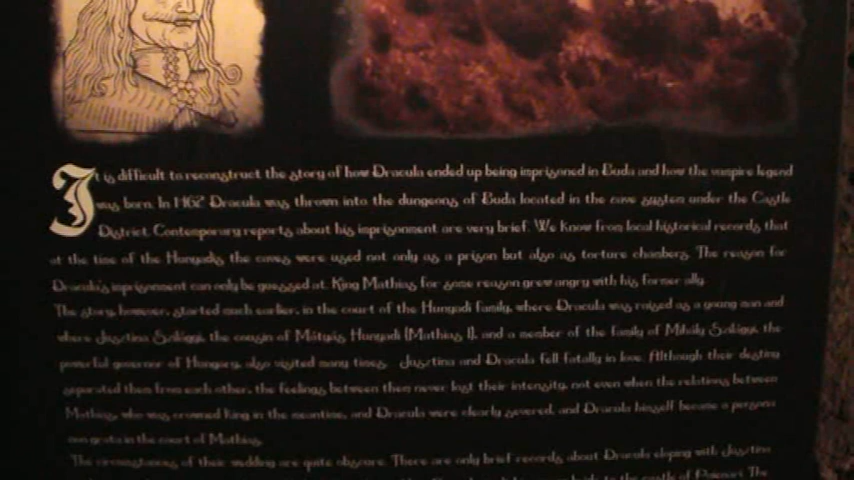 It is difficult to reconstruct the story of how Dracula ended up being imprisoned in Buda and how the vampire legend
was born. In 1462 Dracula was thrown into the dungeons of Buda located in the cave system under the Castle
District. Contemporary reports about his imprisonment are very brief. We know from local historical records that
at the time of the Hunyadis the caves were used not only as a prison but also as torture chambers. The reason for
Dracula's imprisonment can only be guessed at. King Mathias for some reason grew angry with his former ally.
The story, however, started much earlier, in the court of the Hunyadi family, where Dracula was raised as a young man and
where Jusztina Szilágyi, the cousin of Mátyás Hunyadi (Mathias I), and a member of the family of Mihály Szilágyi, the
powerful governor of Hungary, also visited many times. Jusztina and Dracula fell fatally in love. Although their destiny
separated them from each other, the feelings between them never lost their intensity, not even when the relations between
Mathias, who was crowned king in the meantime, and Dracula were clearly severed, and Dracula himself became a persona
non grata in the court of Mathias.
The circumstances of their wedding are quite obscure. There are only brief records about Dracula eloping with Jusztina
to the castle of The